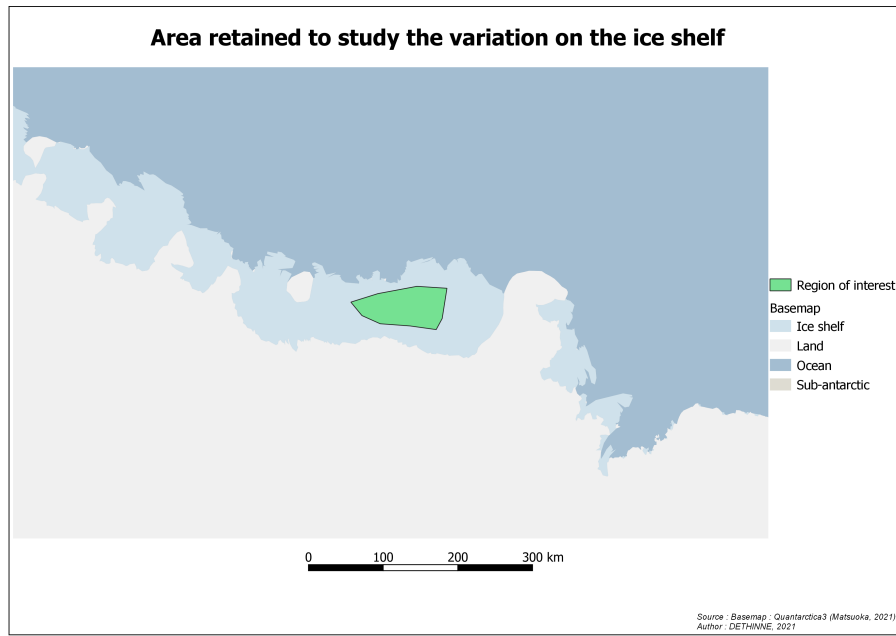 Area retained to study the variation on the ice shelf
Region of interest
Basemap
Ice shelf
Land
Ocean
Sub-antarctic
0 100 200 300 km
Source : Basemap : Quantarctica3 (Matsuoka, 2021)
Author : DETHINNE, 2021